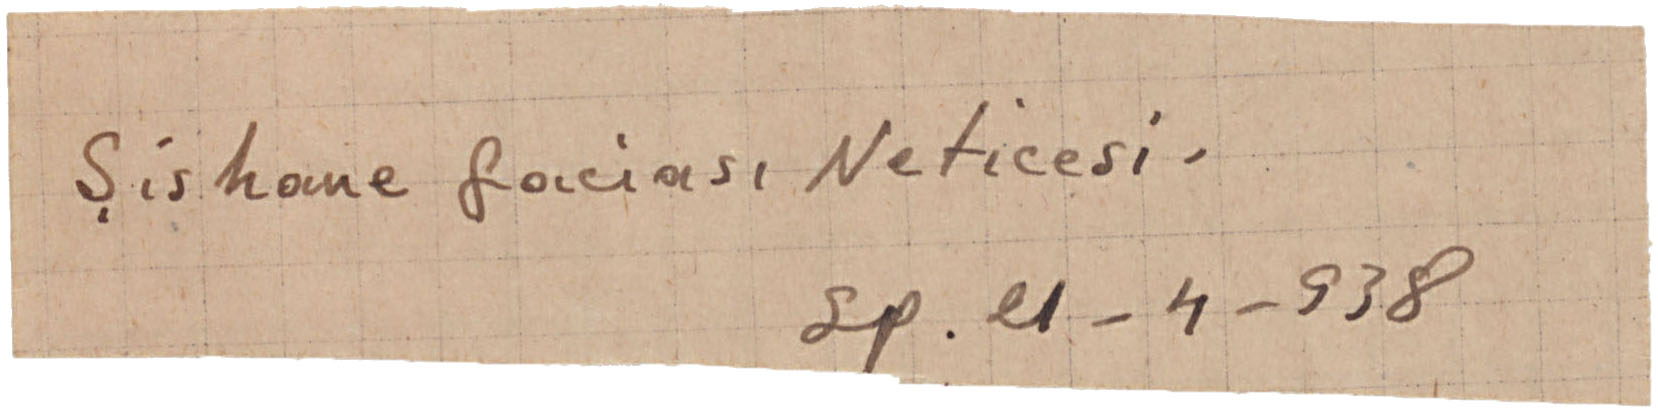 Şişhane faciası Neticesi.
Sp. 21-4-938